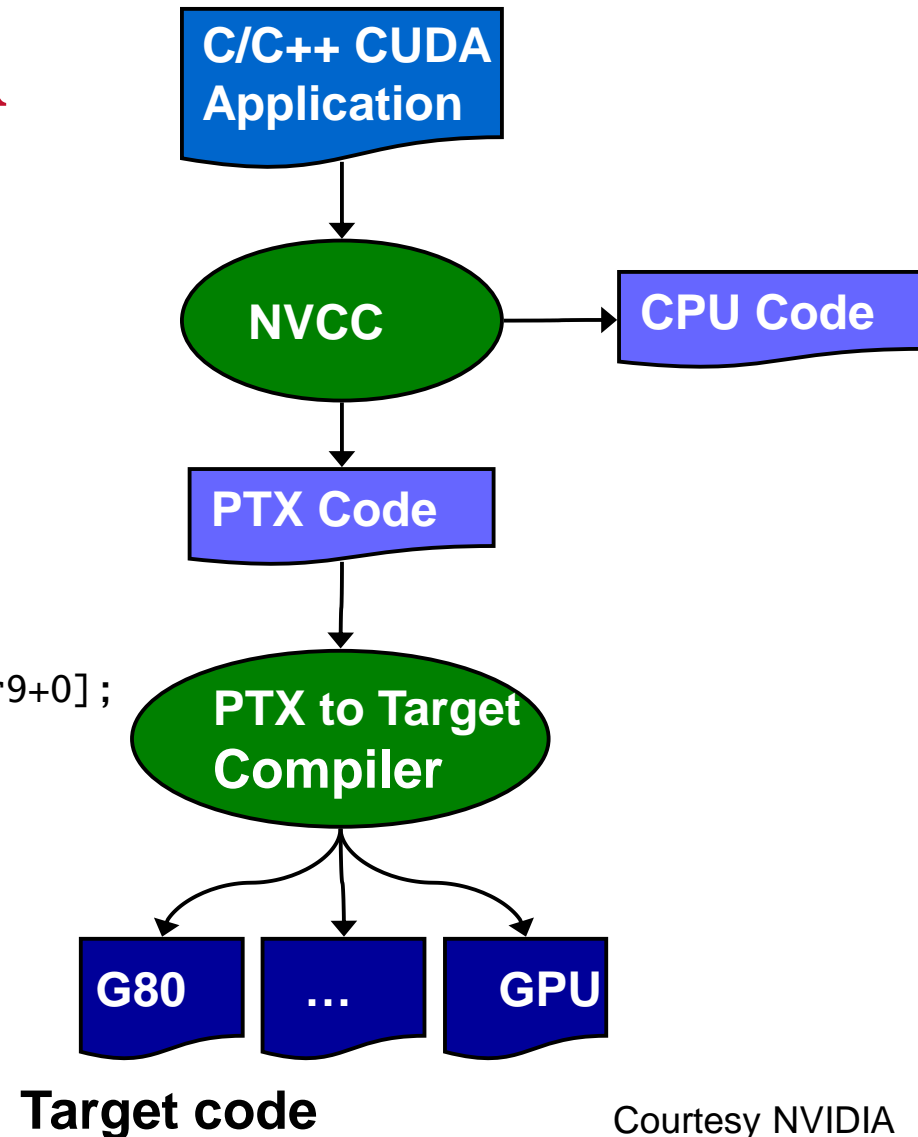 C/C++ CUDA
Application
NVCC
CPU Code
PTX Code
9+0];
PTX to Target
Compiler
G80
...
GPU
Target code
Courtesy NVIDIA